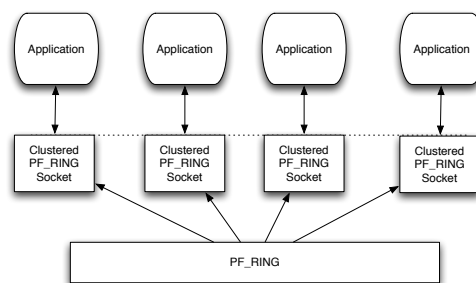 Application
Application
Application
Application
Clustered
PF_RING
Socket
Clustered
PF_RING
Socket
Clustered
PF_RING
Socket
Clustered
PF_RING
Socket
PF_RING